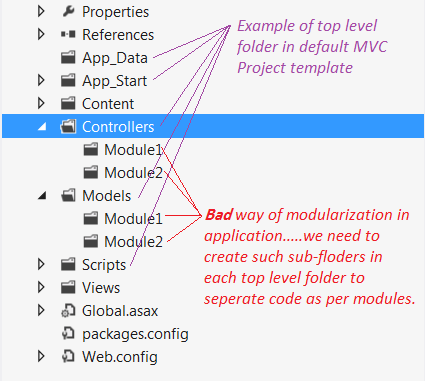 Properties
References
App_Data
App_Start
Content
Controllers
Module1
Module2
Models
Module1
Module2
Scripts
Views
Global.asax
packages.config
Web.config
Example of top level
folder in default MVC
Project template
Bad way of modularization in
application.....we need to
create such sub-floders in
each top level folder to
seperate code as per modules.